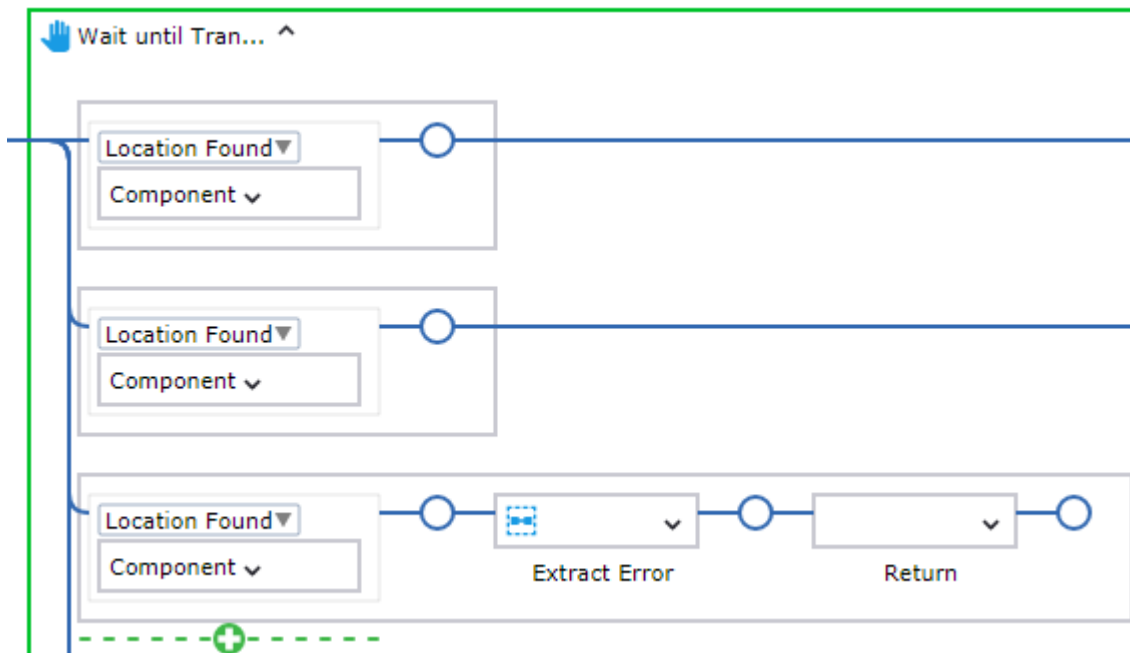 Wait until Tran...
Location Found
Component
Location Found
Component
Location Found
Component
Extract Error
Return